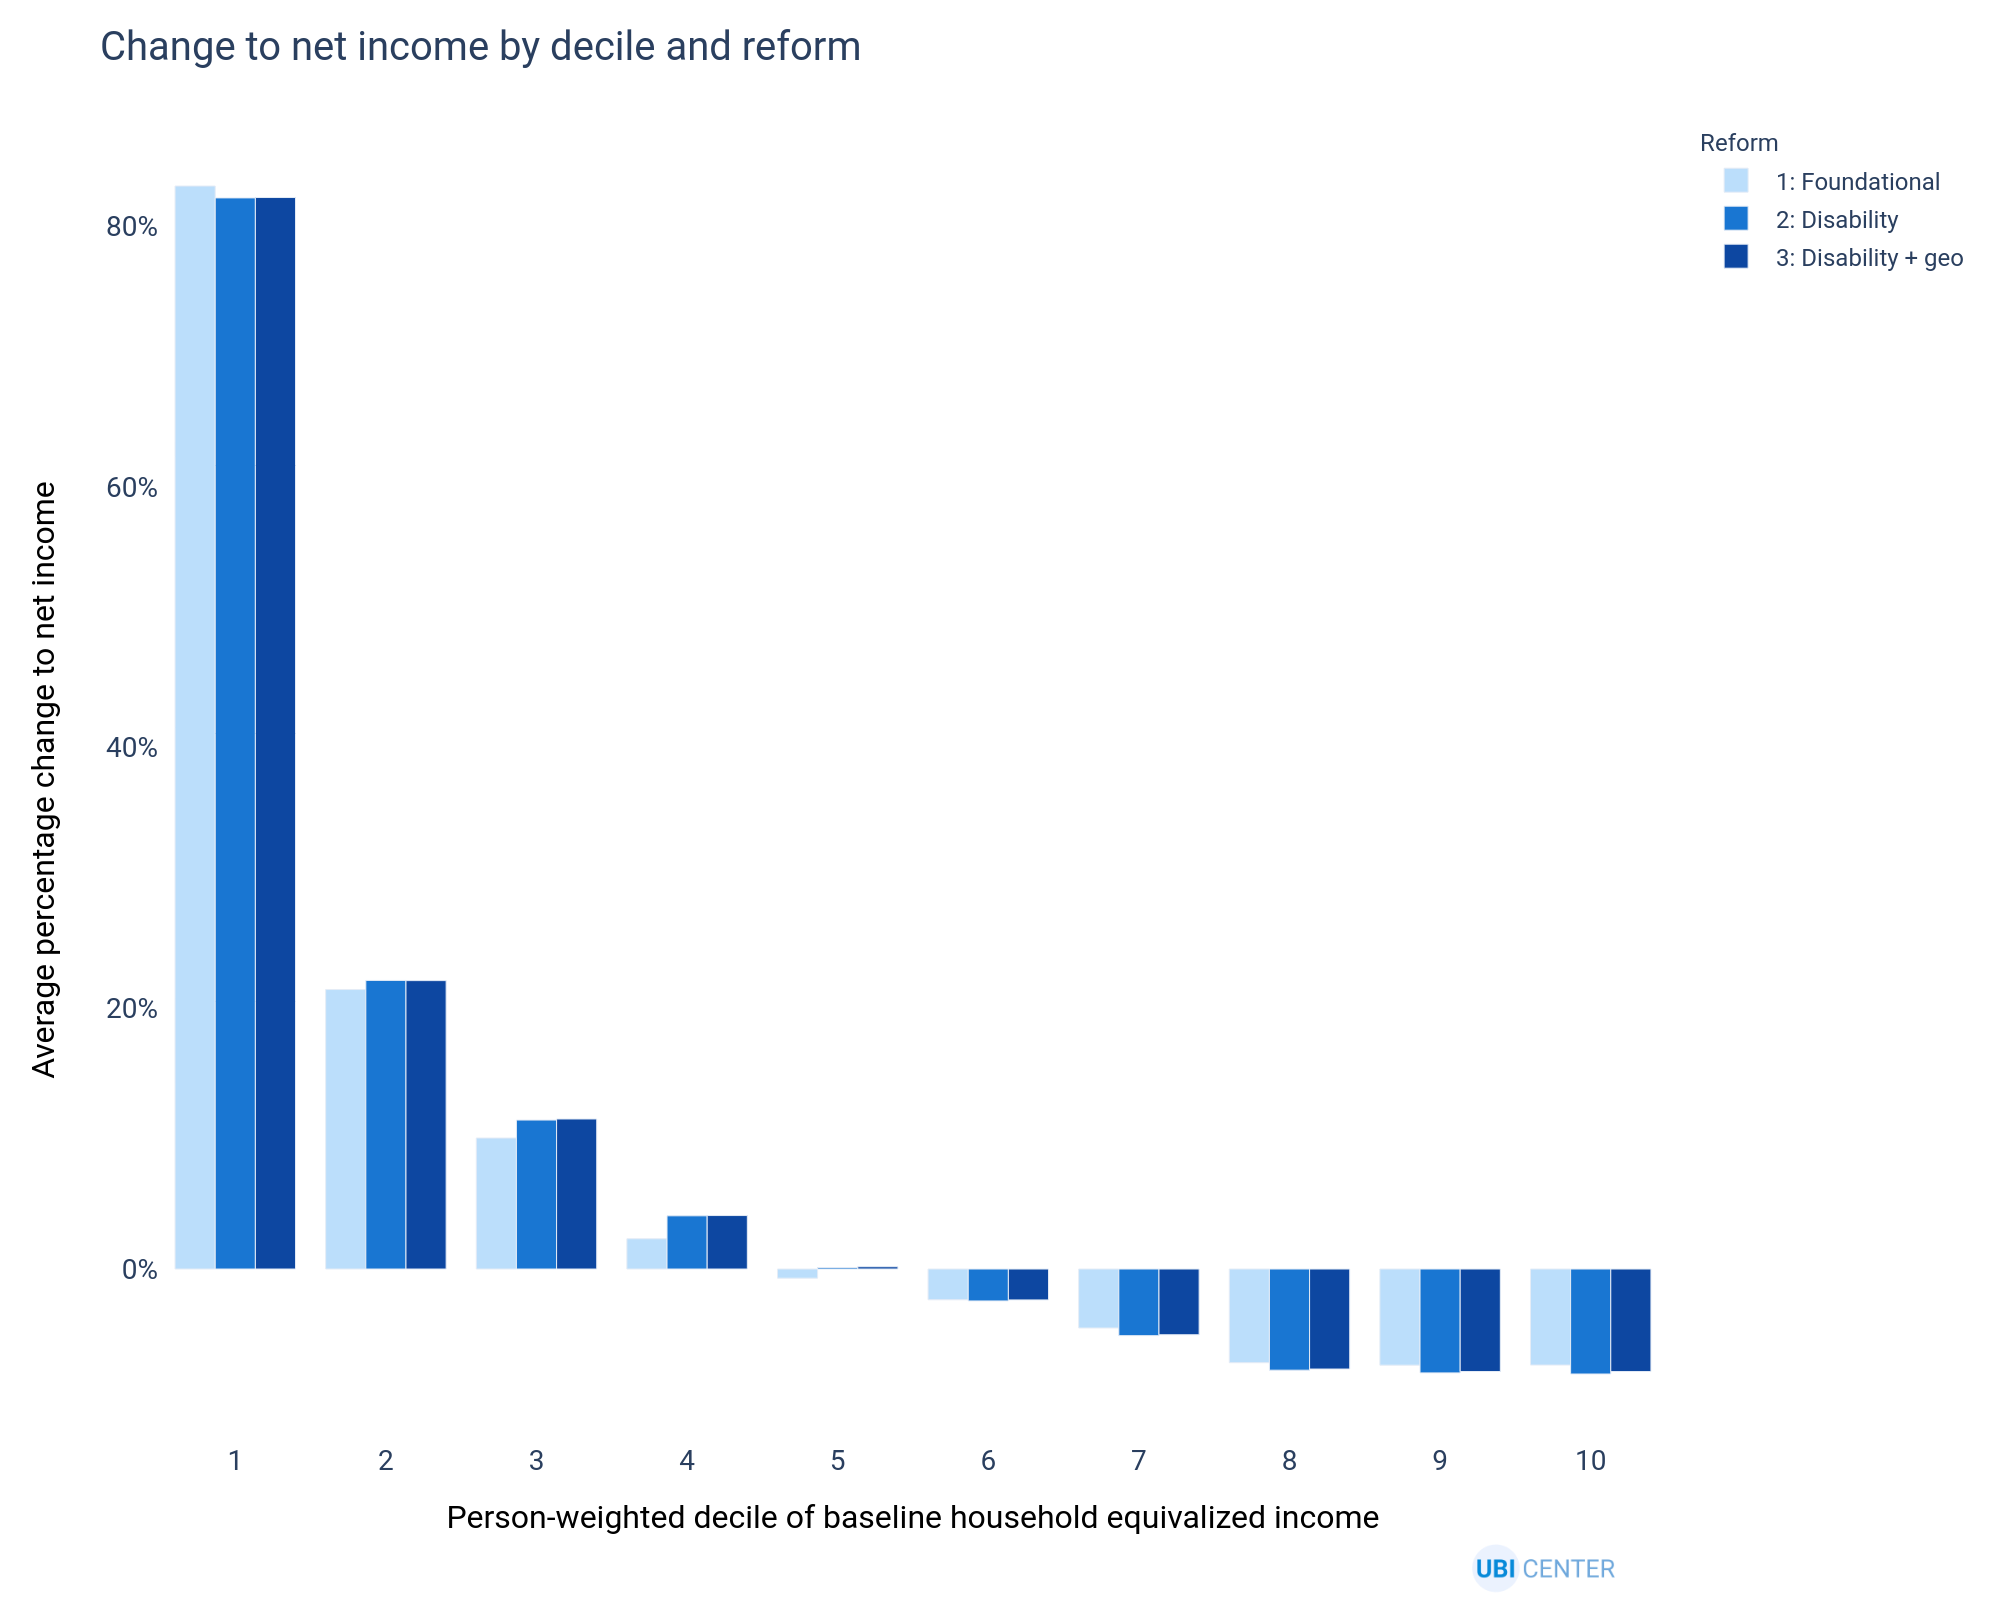 Change to net income by decile and reform
Reform
1: Foundational
2: Disability
3: Disability + geo
80%
60%
40%
20%
0%
Average percentage change to net income
1 2 3 4 5 6 7 8 9 10
Person-weighted decile of baseline household equivalized income
UBI CENTER